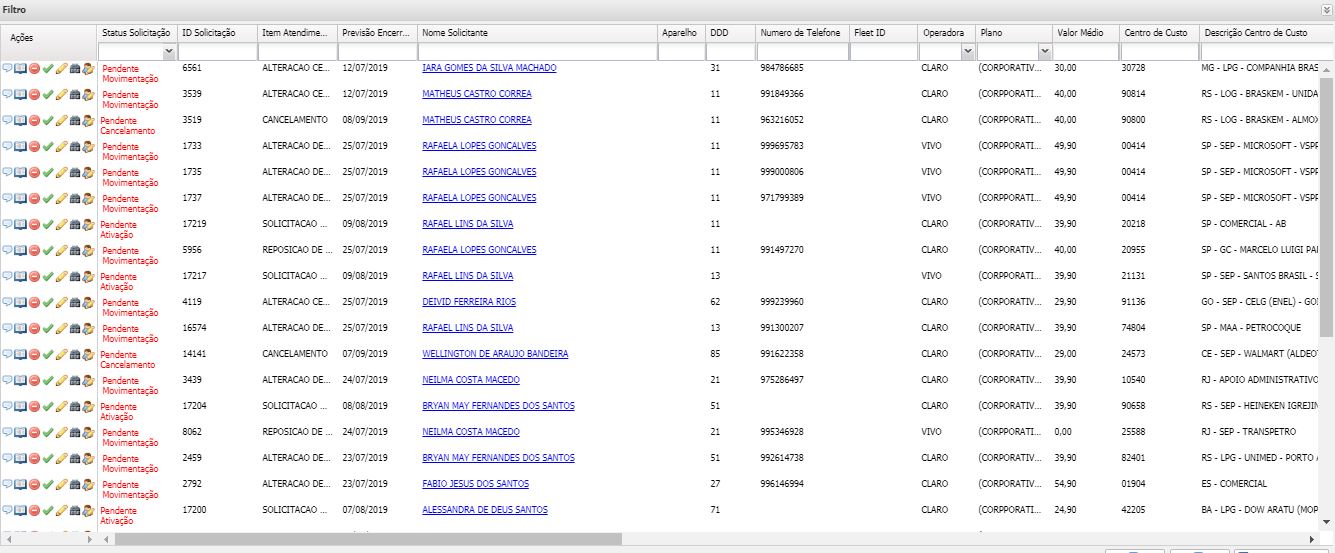 Filtro
Ações Status Solicitação ID Solicitação Item Atendime... Previsão Encerr... Nome Solicitante Aparelho DDD Numero de Telefone Fleet ID Operadora Plano Valor Médio Centro de Custo Descrição Centro de Custo
Pendente Movimentação 6561 ALTERACAO CE... 12/07/2019 IARA GOMES DA SILVA MACHADO 31 984786685 CLARO (CORPORATIV... 30,00 30728 MG - LPG - COMPANHIA BRAS
Pendente Movimentação 3539 ALTERACAO CE... 12/07/2019 MATHEUS CASTRO CORREA 11 991849366 CLARO (CORPPORATI... 40,00 90814 RS - LOG - BRASKEM - UNIDA
Pendente Cancelamento 3519 CANCELAMENTO 08/09/2019 MATHEUS CASTRO CORREA 11 963216052 CLARO (CORPPORATI... 40,00 90800 RS - LOG - BRASKEM - ALMOX
Pendente Movimentação 1733 ALTERACAO DE... 25/07/2019 RAFAELA LOPES GONCALVES 11 999695783 VIVO (CORPPORATI... 49,90 00414 SP - SEP - MICROSOFT - VSPP
Pendente Movimentação 1735 ALTERACAO DE... 25/07/2019 RAFAELA LOPES GONCALVES 11 999000806 VIVO (CORPPORATI... 49,90 00414 SP - SEP - MICROSOFT - VSPP
Pendente Movimentação 1737 ALTERACAO DE... 25/07/2019 RAFAELA LOPES GONCALVES 11 971799389 VIVO (CORPPORATI... 49,90 00414 SP - SEP - MICROSOFT - VSPP
Pendente Ativação 17219 SOLICITACAO ... 09/08/2019 RAFAEL LINS DA SILVA 11 CLARO (CORPORATIV... 39,90 20218 SP - COMERCIAL - AB
Pendente Movimentação 5956 REPOSICAO DE ... 25/07/2019 RAFAELA LOPES GONCALVES 11 991497270 CLARO (CORPPORATI... 40,00 20955 SP - GC - MARCELO LUIGI PAI
Pendente Ativação 17217 SOLICITACAO ... 09/08/2019 RAFAEL LINS DA SILVA 13 VIVO (CORPPORATI... 39,90 21131 SP - SEP - SANTOS BRASIL - S
Pendente Movimentação 4119 ALTERACAO CE... 25/07/2019 DEIVID FERREIRA RIOS 62 999239960 CLARO (CORPPORATI... 29,90 91136 GO - SEP - CELG (ENEL) - GOI
Pendente Movimentação 16574 ALTERACAO DE... 25/07/2019 RAFAEL LINS DA SILVA 13 991300207 CLARO (CORPPORATI... 39,90 74804 SP - MAA - PETROCOQUE
Pendente Cancelamento 14141 CANCELAMENTO 07/09/2019 WELLINGTON DE ARAUJO BANDEIRA 85 991622358 CLARO (CORPORATIV... 29,00 24573 CE - SEP - WALMART (ALDEOT
Pendente Movimentação 3439 ALTERACAO DE... 24/07/2019 NEILMA COSTA MACEDO 21 975286497 CLARO (CORPORATIV... 39,90 10540 RJ - APOIO ADMINISTRATIVO
Pendente Ativação 17204 SOLICITACAO ... 08/08/2019 BRYAN MAY FERNANDES DOS SANTOS 51 CLARO (CORPORATIV... 39,90 90658 RS - SEP - HEINEKEN IGREJIN
Pendente Movimentação 8062 REPOSICAO DE ... 24/07/2019 NEILMA COSTA MACEDO 21 995346928 VIVO (CORPPORATI... 0,00 25588 RJ - SEP - TRANSPETRO
Pendente Movimentação 2459 ALTERACAO DE... 23/07/2019 BRYAN MAY FERNANDES DOS SANTOS 51 992614738 CLARO (CORPPORATI... 39,90 82401 RS - LPG - UNIMED - PORTO A
Pendente Movimentação 2792 ALTERACAO DE... 23/07/2019 FABIO JESUS DOS SANTOS 27 996146994 CLARO (CORPPORATI... 54,90 01904 ES - COMERCIAL
Pendente Ativação 17200 SOLICITACAO ... 07/08/2019 ALESSANDRA DE DEUS SANTOS 71 CLARO (CORPPORATI... 24,90 42205 BA - LPG - DOW ARATU (MOP